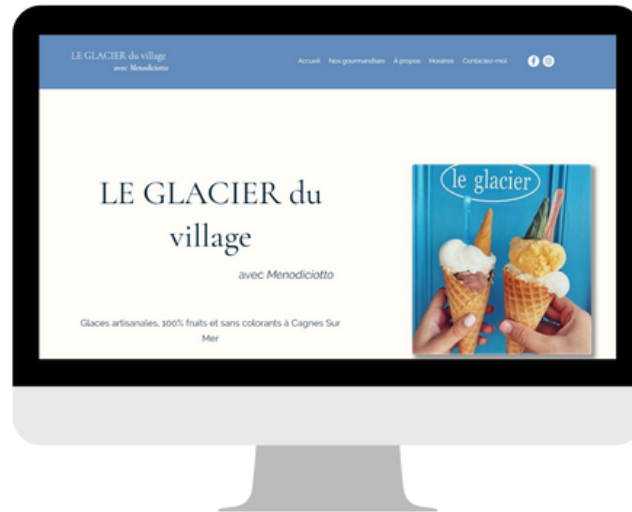 LE GLACIER du village
avec Menodiciotto
Accueil Nos gourmandises À propos Horaires Contactez-moi
LE GLACIER du
village
avec Menodiciotto
Glaces artisanales, 100% fruits et sans colorants à Cagnes Sur
Mer
le glacier